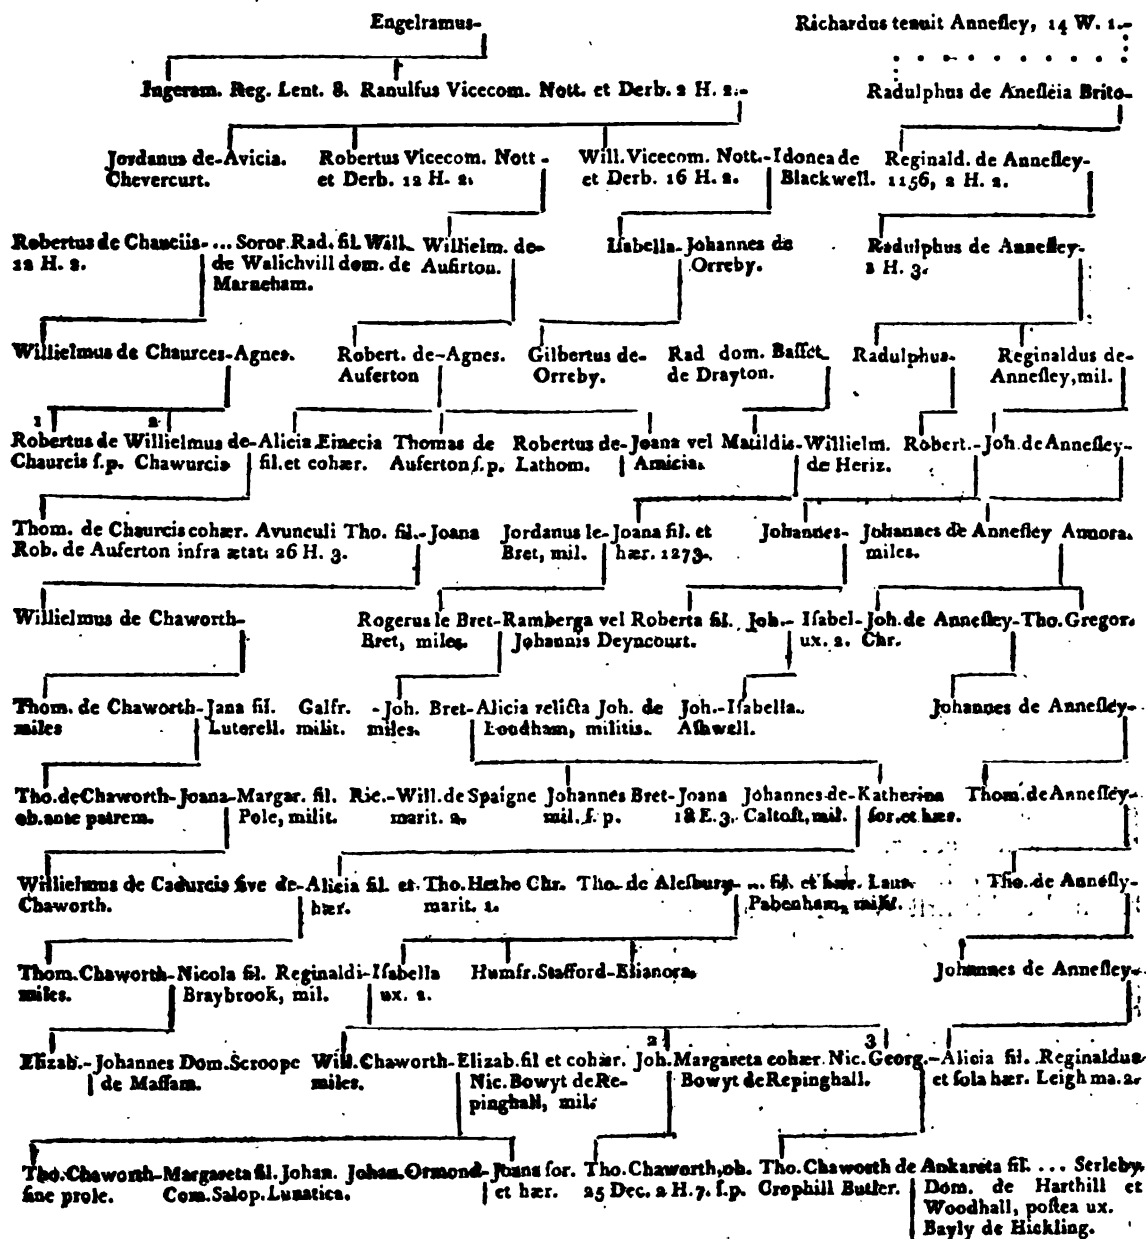 Engelramus- Richardus tenuit Anneſley, 14 W. 1.-
Ingeram. Reg. Lent. 8. Ranulfus Vicecom. Nott. et Derb. 2 H. 2.- Radulphus de Aneſleia Brito-
Jordanus de-Avicia. Robertus Vicecom. Nott- Will. Vicecom. Nott.-Idonea de Reginald. de Anneſley-
Chevercurt. et Derb. 12 H. 2. et Derb. 16 H. 2. Blackwell. 1156, 2 H. 2.
Robertus de Chauciis-... Soror Rad. fil. Will. Wilhielm. de- Iſabella-Johannes de Radulphus de Anneſley-
12 H. 2. de Walichvill dom. de Aufirton. Orreby. 2 H. 3.
Marneham.
Willielmus de Chaurces-Agnes. Robert. de-Agnes. Gilbertus de- Rad dom. Baſſet Radulphus- Reginaldus de-
Auferton Orreby. de Drayton. Anneſley, mil.
1 2
Robertus de Willielmus de-Alicia Einecia Thomas de Robertus de-Joana vel Matildis-Willielm. Robert.-Joh. de Anneſley-
Chaurcis ſ.p. Chawurcis fil. et cohær. Auferton ſ.p. Lathom. Amicia. de Heriz.
Thom. de Chaurcis cohær. Avunculi Tho. fil.-Joana Jordanus le-Joana fil. et Johannes- Johannes de Anneſley Annora.
Rob. de Auferton infra ætat. 26 H. 3. Bret, mil. hær. 1273. miles.
Willielmus de Chaworth- Rogerus le Bret-Ramberga vel Roberta fil. Joh.- Iſabel-Joh. de Anneſley-Tho. Gregor.
Bret, miles. Johannis Deyncourt. ux. 2. Chr.
Thom. de Chaworth-Jana fil. Galfr. -Joh. Bret-Alicia relicta Joh. de Joh.-Iſabella. Johannes de Anneſley-
miles Luterell. milit. miles. Loodham, militis. Aſhwell.
Tho. de Chaworth-Joana-Margar. fil. Ric.-Will. de Spaigne Johannes Bret-Joana Johannes de-Katherina Thom. de Anneſley-
ob. ante patrem. Pole, milit. marit. 2. mil. ſ. p. 18 E. 3. Caltoft, mil. ſor. et hær.
Willielmus de Cadurcis ſive de-Alicia fil. et Tho. Hethe Chr. Tho. de Aleſbury- ... fil. et hær. Laur. Tho. de Anneſly-
Chaworth. hær. marit. 1. Pabenham, milit.
Thom. Chaworth-Nicola fil. Reginaldi-Iſabella Humfr. Stafford-Elianora. Johannes de Anneſley-
miles. Braybrook, mil. ux. 2.
2 3
Elizab.-Johannes Dom. Scroope Will. Chaworth-Elizab. fil et cohær. Joh. Margareta cohær. Nic. Georg.-Alicia fil. Reginaldus
de Maſſam. miles. Nic. Bowyt de Re- Bowyt de Repinghall. et ſola hær. Leigh ma. 2.
pinghall, mil.
Tho. Chaworth-Margareta fil. Johan. Johan. Ormond-Joana ſor. Tho. Chaworth, ob. Tho. Chaworth de Ankareta fil. .... Serleby.
ſine prole. Com. Salop. Lunatica. et hær. 25 Dec. 2 H. 7. ſ.p. Crophill Butler. Dom. de Harthill et
Woodhall, poſtea ux.
Bayly de Hickling.